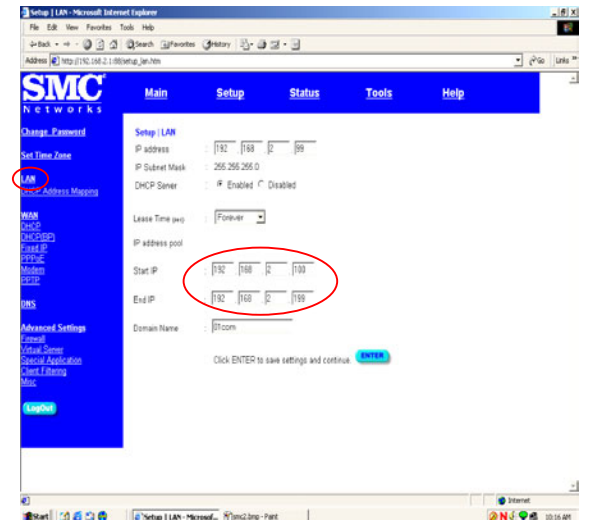 Setup | LAN - Microsoft Internet Explorer
File Edit View Favorites Tools Help
Back Search Favorites History
Address http://192.168.2.1:88/setup_lan.htm Go Links »
SMC
Networks
Main Setup Status Tools Help
Change Password
Set Time Zone
LAN
DHCP Address Mapping
WAN
DHCP
DHCP(BP)
Fixed IP
PPPoE
Modem
PPTP
DNS
Advanced Settings
Firewall
Virtual Server
Special Application
Client Filtering
Misc
LogOut
Setup | LAN
IP address : 192 . 168 . 2 . 99
IP Subnet Mask : 255.255.255.0
DHCP Server : Enabled Disabled
Lease Time : Forever
IP address pool
Start IP : 192 . 168 . 2 . 100
End IP : 192 . 168 . 2 . 199
Domain Name :
Click ENTER to save settings and continue. ENTER
Internet
Start Setup | LAN - Microsof... smc2.bmp - Paint 10:16 AM